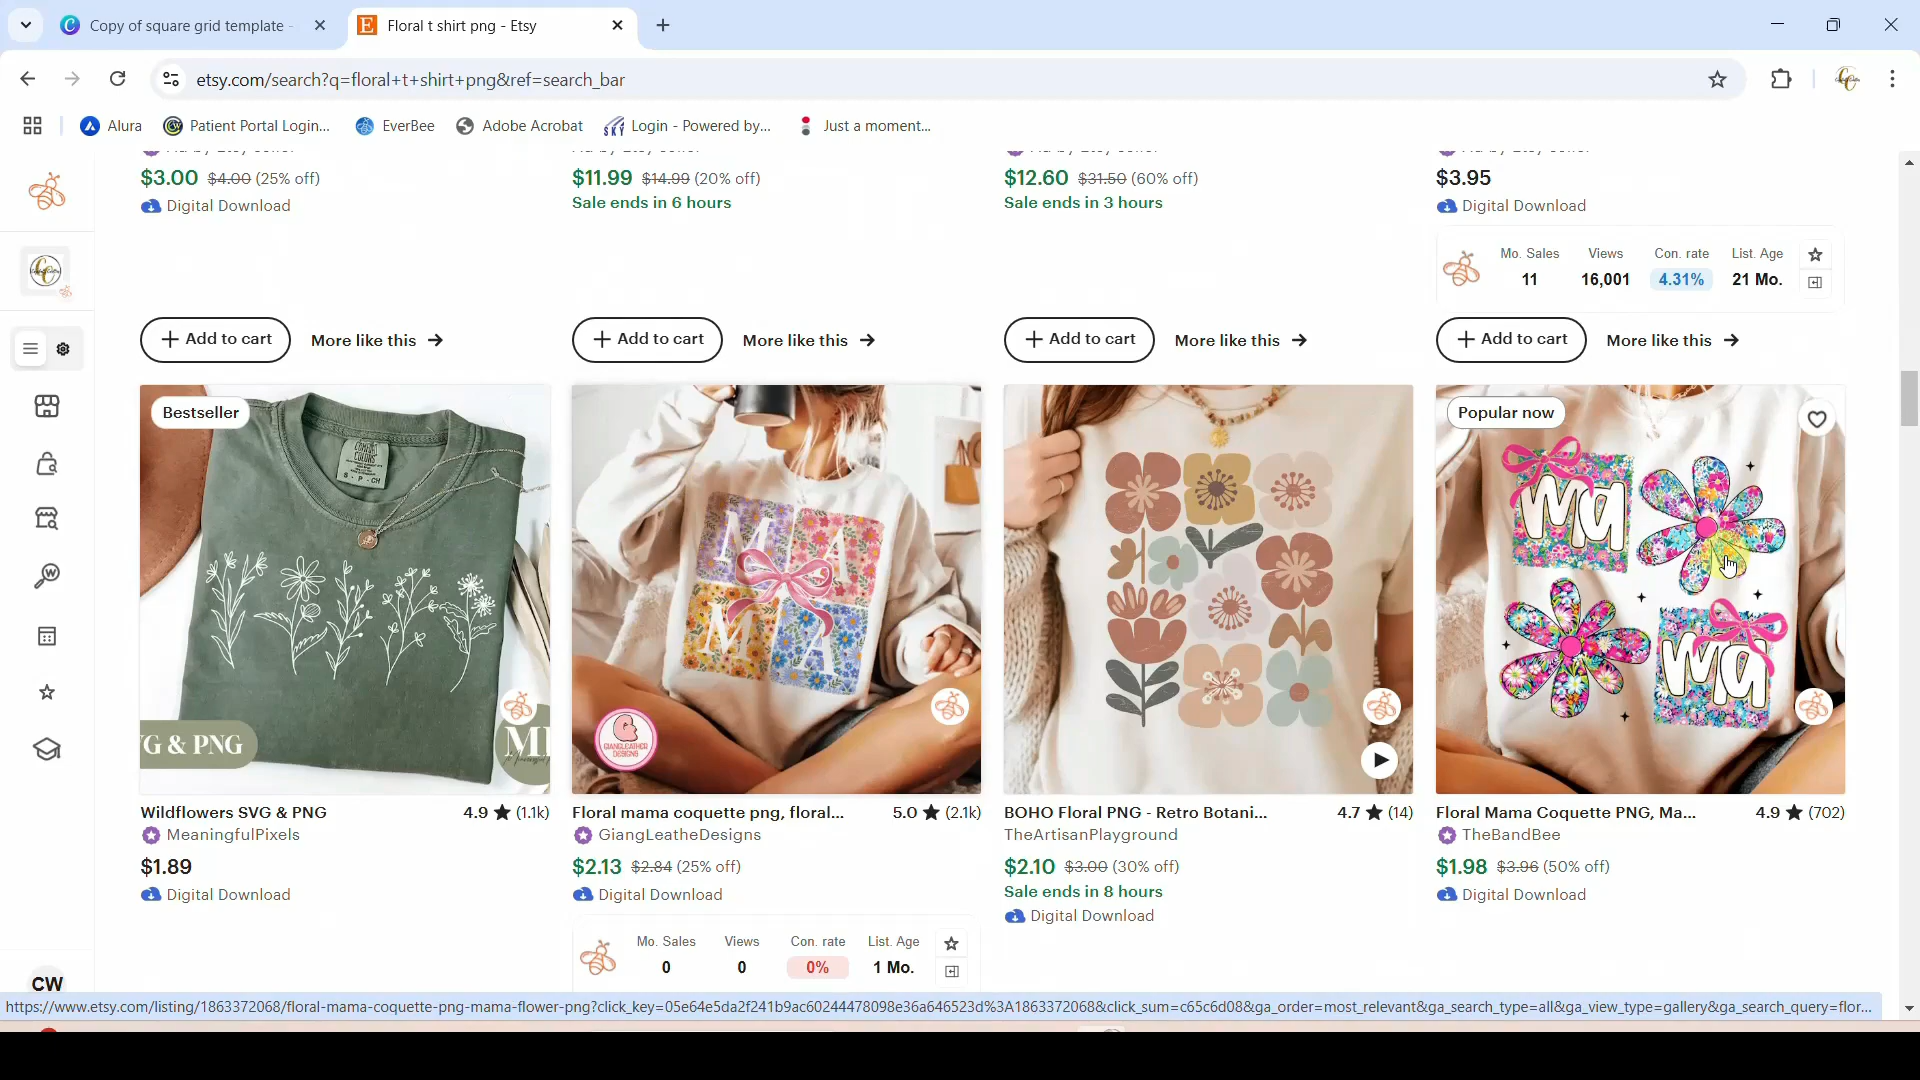 Copy of square grid template -
Floral t shirt png - Etsy
etsy.com/search?q=floral+t+shirt+png&ref=search_bar
Alura
Patient Portal Login...
EverBee
Adobe Acrobat
Login - Powered by...
Just a moment...
$3.00 $4.00 (25% off)
Digital Download
$11.99 $14.99 (20% off)
Sale ends in 6 hours
$12.60 $31.50 (60% off)
Sale ends in 3 hours
$3.95
Digital Download
Mo. Sales Views Con. rate List. Age
11 16,001 4.31% 21 Mo.
+ Add to cart More like this →
+ Add to cart More like this →
+ Add to cart More like this →
+ Add to cart More like this →
Bestseller
COMFORT
COLORS
S - P - CH
VG & PNG
MA
MA
GIANGLEATHER
DESIGNS
Popular now
ma
ma
Wildflowers SVG & PNG 4.9 ★ (1.1k)
MeaningfulPixels
$1.89
Digital Download
Floral mama coquette png, floral... 5.0 ★ (2.1k)
GiangLeatheDesigns
$2.13 $2.84 (25% off)
Digital Download
Mo. Sales Views Con. rate List. Age
0 0 0% 1 Mo.
BOHO Floral PNG - Retro Botani... 4.7 ★ (14)
TheArtisanPlayground
$2.10 $3.00 (30% off)
Sale ends in 8 hours
Digital Download
Floral Mama Coquette PNG, Ma... 4.9 ★ (702)
TheBandBee
$1.98 $3.96 (50% off)
Digital Download
CW
https://www.etsy.com/listing/1863372068/floral-mama-coquette-png-mama-flower-png?click_key=05e64e5da2f241b9ac60244478098e36a646523d%3A1863372068&click_sum=c65c6d08&ga_order=most_relevant&ga_search_type=all&ga_view_type=gallery&ga_search_query=flor...